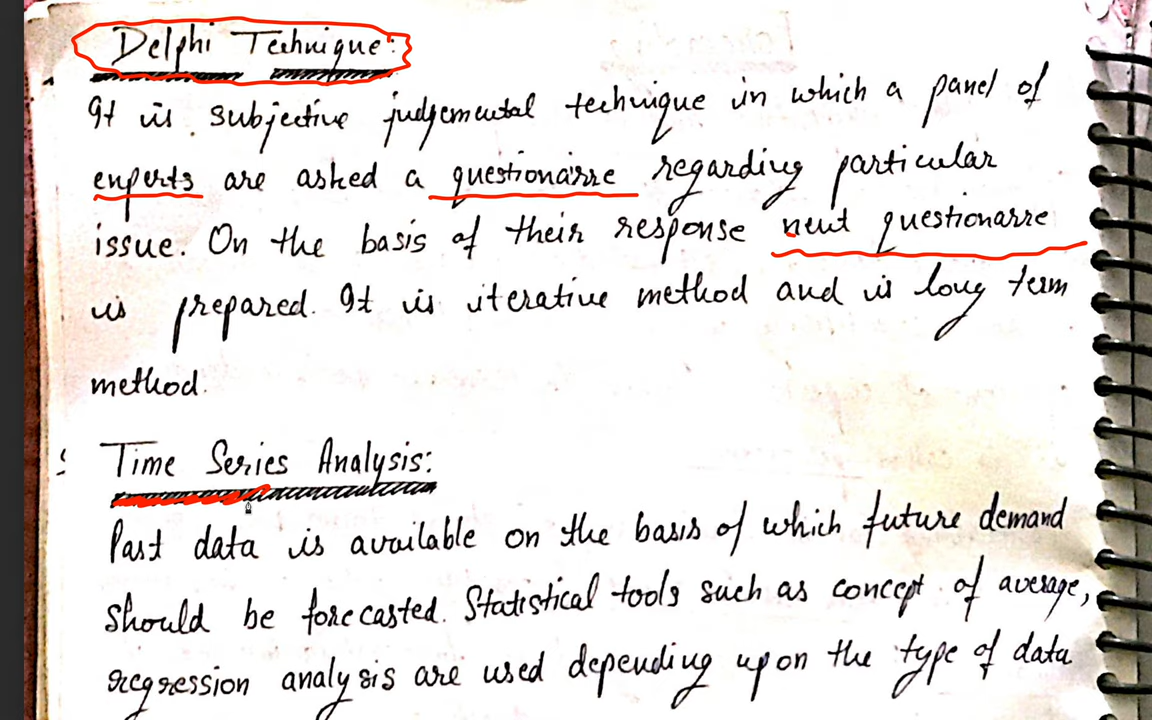 Delphi Technique:
It is subjective judgemental technique in which a panel of
experts are asked a questionairre regarding particular
issue. On the basis of their response next questionarre
is prepared. It is iterative method and is long term
method.
: Time Series Analysis:
Past data is available on the basis of which future demand
should be forecasted. Statistical tools such as concept of average,
regression analysis are used depending upon the type of data